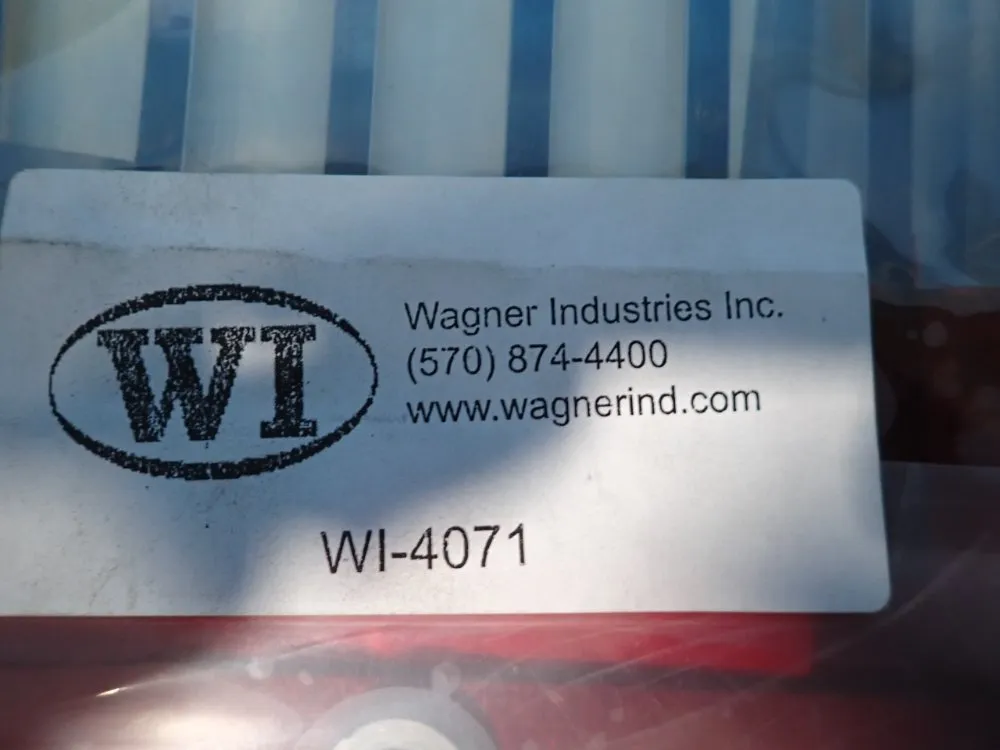 WI
Wagner Industries Inc.
(570) 874-4400
www.wagnerind.com
WI-4071